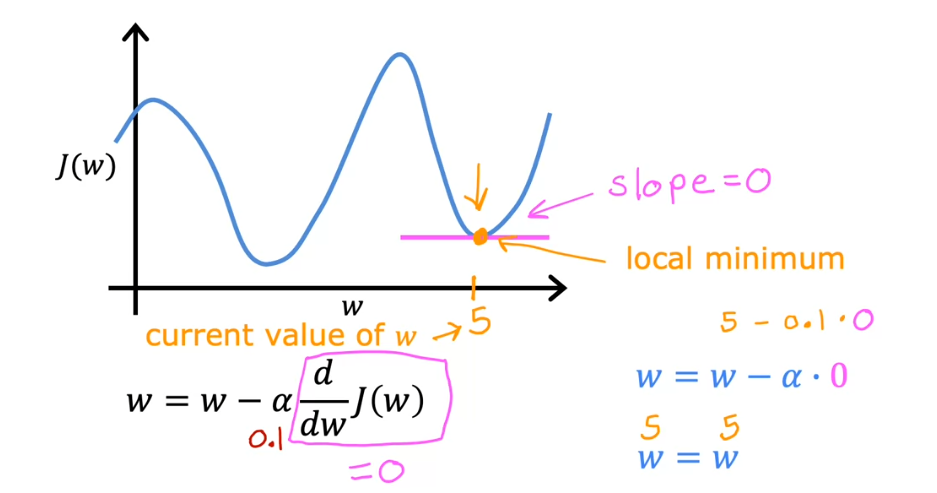 J(w)
slope=0
local minimum
w
5
current value of w →
5 - 0.1 · 0
w = w − α d/dw J(w)
0.1
=0
w = w − α · 0
5 5
w = w